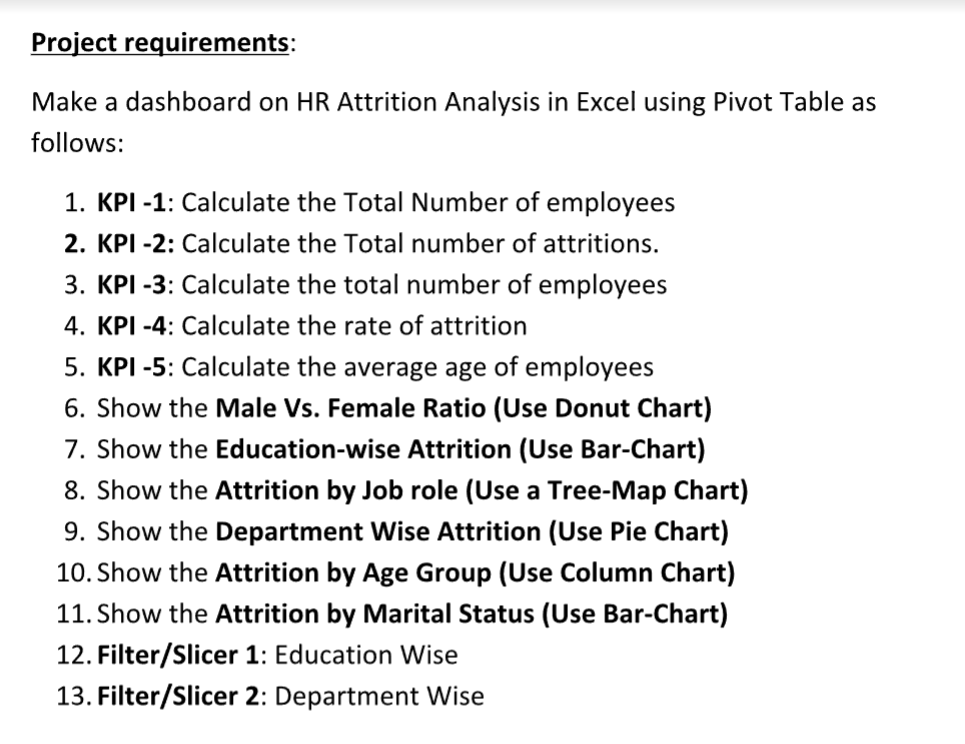 Project requirements:
Make a dashboard on HR Attrition Analysis in Excel using Pivot Table as
follows:
1. KPI -1: Calculate the Total Number of employees
2. KPI -2: Calculate the Total number of attritions.
3. KPI -3: Calculate the total number of employees
4. KPI -4: Calculate the rate of attrition
5. KPI -5: Calculate the average age of employees
6. Show the Male Vs. Female Ratio (Use Donut Chart)
7. Show the Education-wise Attrition (Use Bar-Chart)
8. Show the Attrition by Job role (Use a Tree-Map Chart)
9. Show the Department Wise Attrition (Use Pie Chart)
10. Show the Attrition by Age Group (Use Column Chart)
11. Show the Attrition by Marital Status (Use Bar-Chart)
12. Filter/Slicer 1: Education Wise
13. Filter/Slicer 2: Department Wise